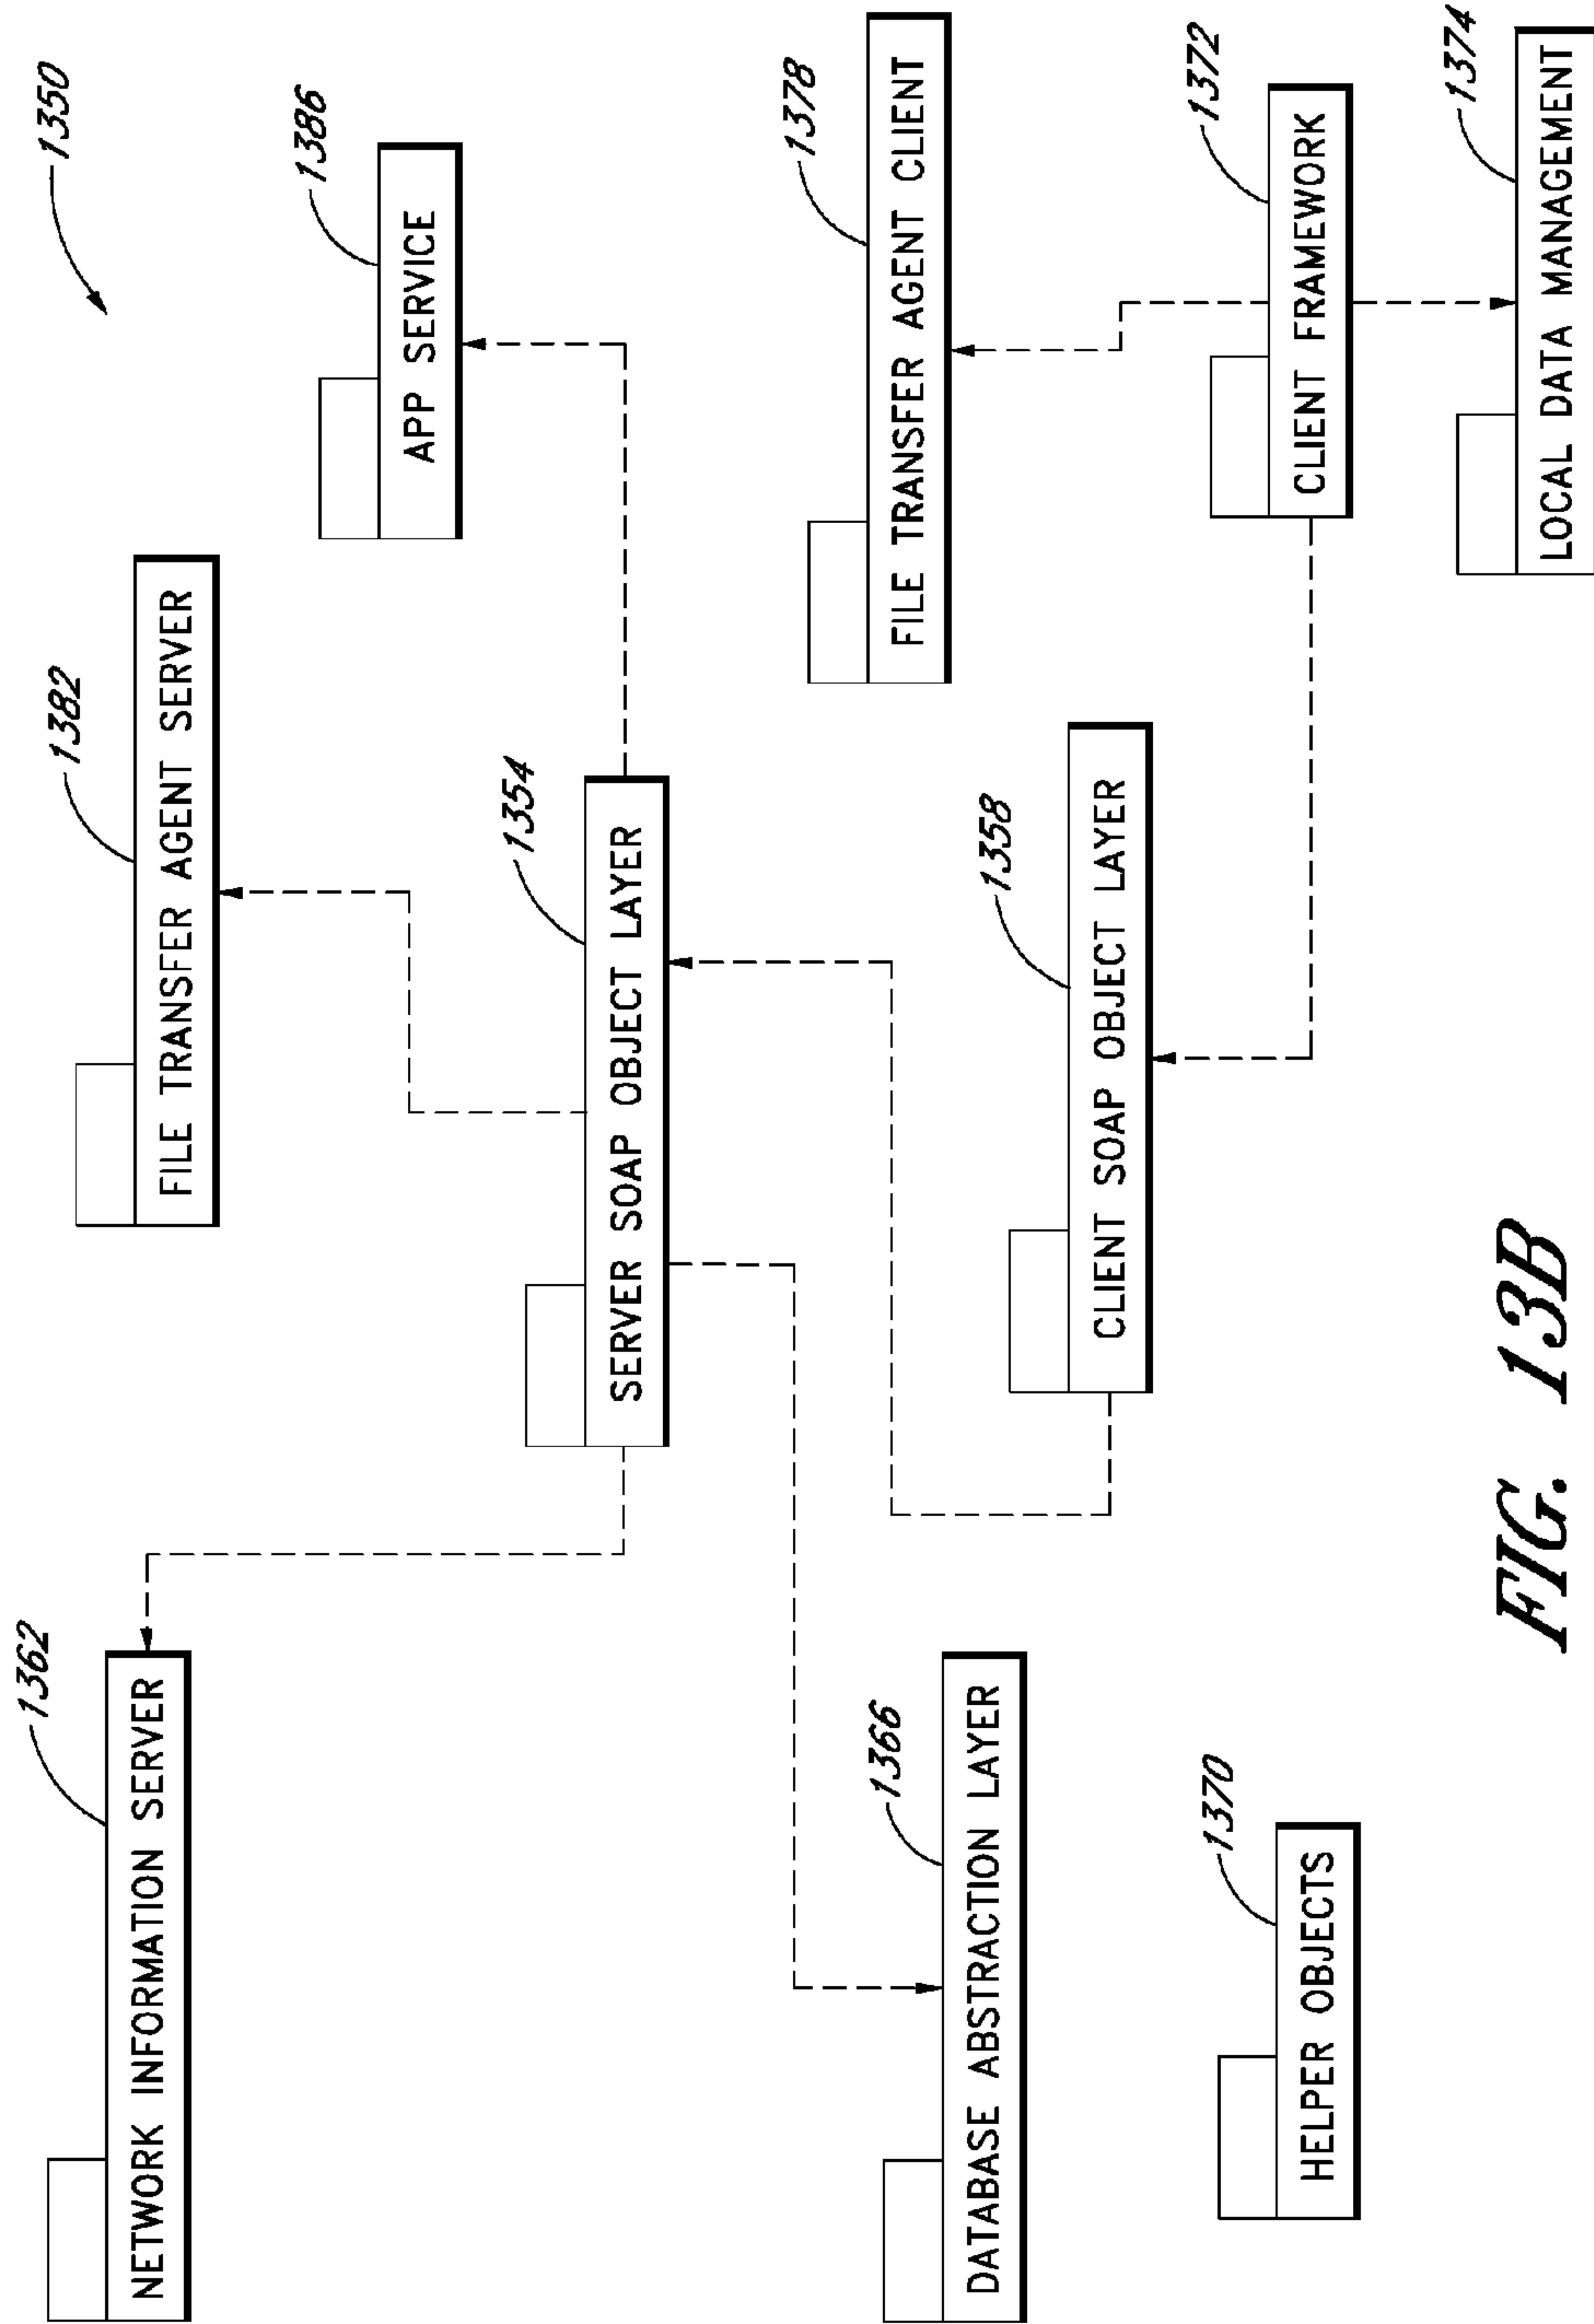 1350
1362
NETWORK INFORMATION SERVER
1382
FILE TRANSFER AGENT SERVER
1386
APP SERVICE
1354
SERVER SOAP OBJECT LAYER
1366
DATABASE ABSTRACTION LAYER
1358
CLIENT SOAP OBJECT LAYER
1378
FILE TRANSFER AGENT CLIENT
1370
HELPER OBJECTS
1372
CLIENT FRAMEWORK
1374
LOCAL DATA MANAGEMENT
FIG. 13B